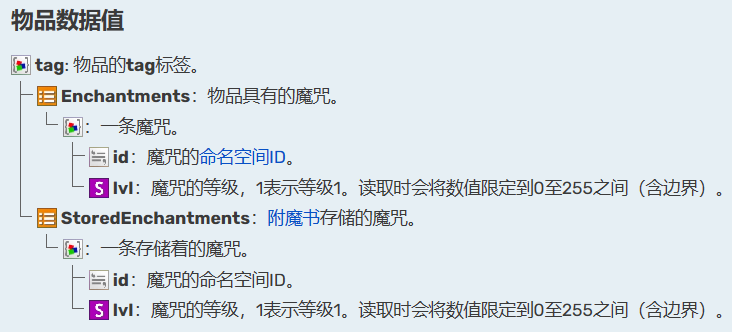 物品数据值
tag: 物品的tag标签。
Enchantments：物品具有的魔咒。
：一条魔咒。
id：魔咒的命名空间ID。
S lvl：魔咒的等级，1表示等级1。读取时会将数值限定到0至255之间（含边界）。
StoredEnchantments：附魔书存储的魔咒。
：一条存储着的魔咒。
id：魔咒的命名空间ID。
S lvl：魔咒的等级，1表示等级1。读取时会将数值限定到0至255之间（含边界）。